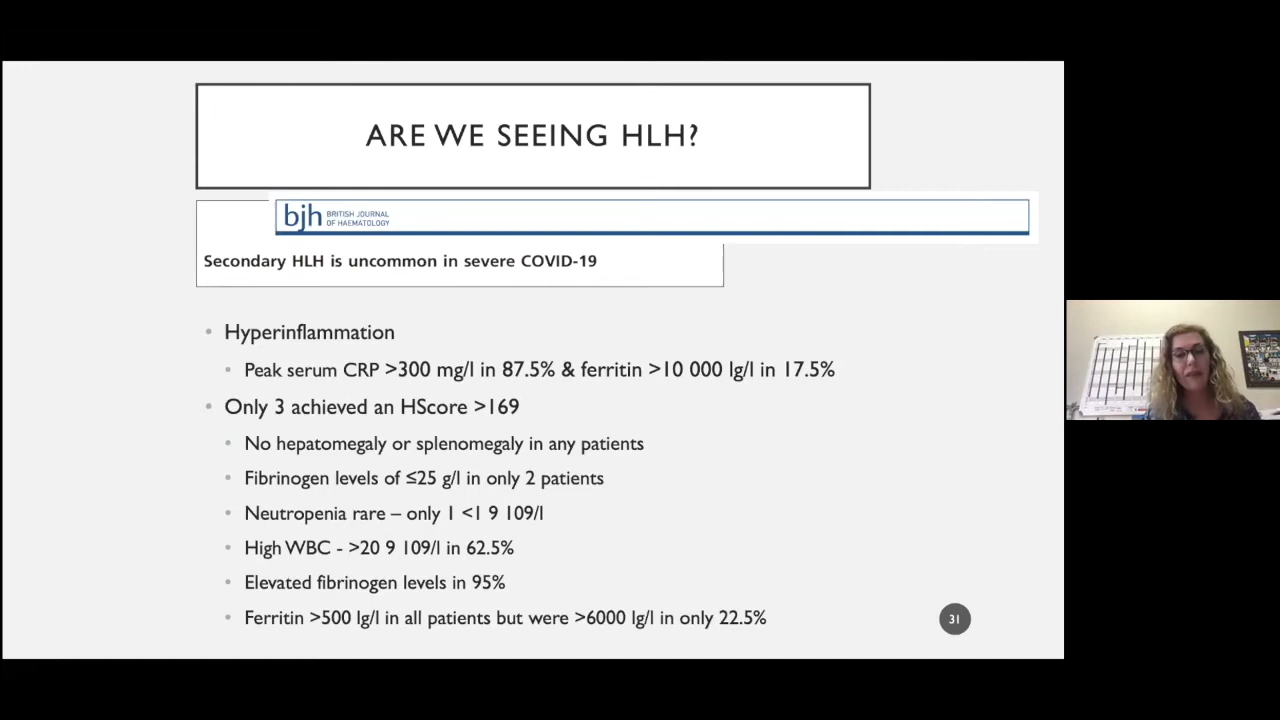 ARE WE SEEING HLH?
bjh BRITISH JOURNAL
OF HAEMATOLOGY
Secondary HLH is uncommon in severe COVID-19
• Hyperinflammation
• Peak serum CRP >300 mg/l in 87.5% & ferritin >10 000 lg/l in 17.5%
• Only 3 achieved an HScore >169
• No hepatomegaly or splenomegaly in any patients
• Fibrinogen levels of ≤25 g/l in only 2 patients
• Neutropenia rare – only 1 <1 9 109/l
• High WBC - >20 9 109/l in 62.5%
• Elevated fibrinogen levels in 95%
• Ferritin >500 lg/l in all patients but were >6000 lg/l in only 22.5%
31